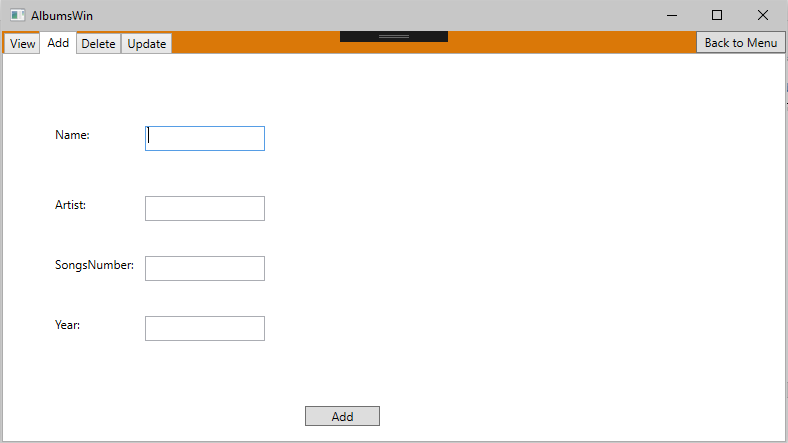 AlbumsWin
View Add Delete Update Back to Menu
Name:
Artist:
SongsNumber:
Year:
Add